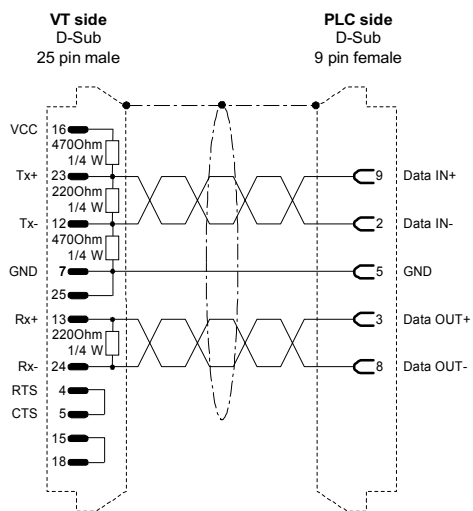 VT side
D-Sub
25 pin male
PLC side
D-Sub
9 pin female
VCC 16
470Ohm
1/4 W
Tx+ 23 9 Data IN+
220Ohm
1/4 W
Tx- 12 2 Data IN-
470Ohm
1/4 W
GND 7 5 GND
25
Rx+ 13 3 Data OUT+
220Ohm
1/4 W
Rx- 24 8 Data OUT-
RTS 4
CTS 5
15
18